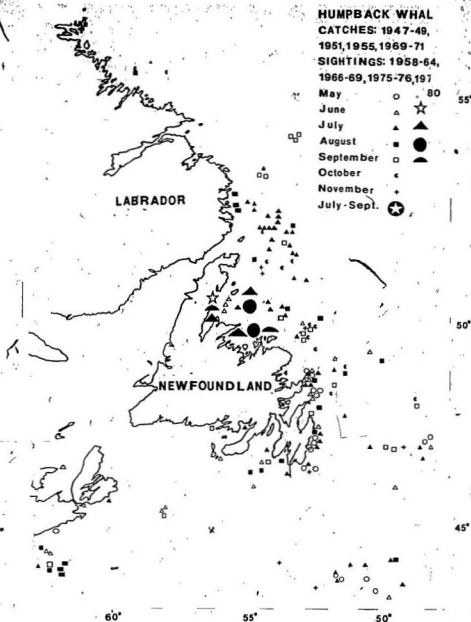 HUMPBACK WHAL
CATCHES: 1947-49,
1951,1955,1969-71
SIGHTINGS: 1958-64,
1966-69,1975-76,197
May 80
June
July
August
September
October
November
July-Sept.
55°
LABRADOR
50°
NEWFOUNDLAND
45°
60° 55° 50°